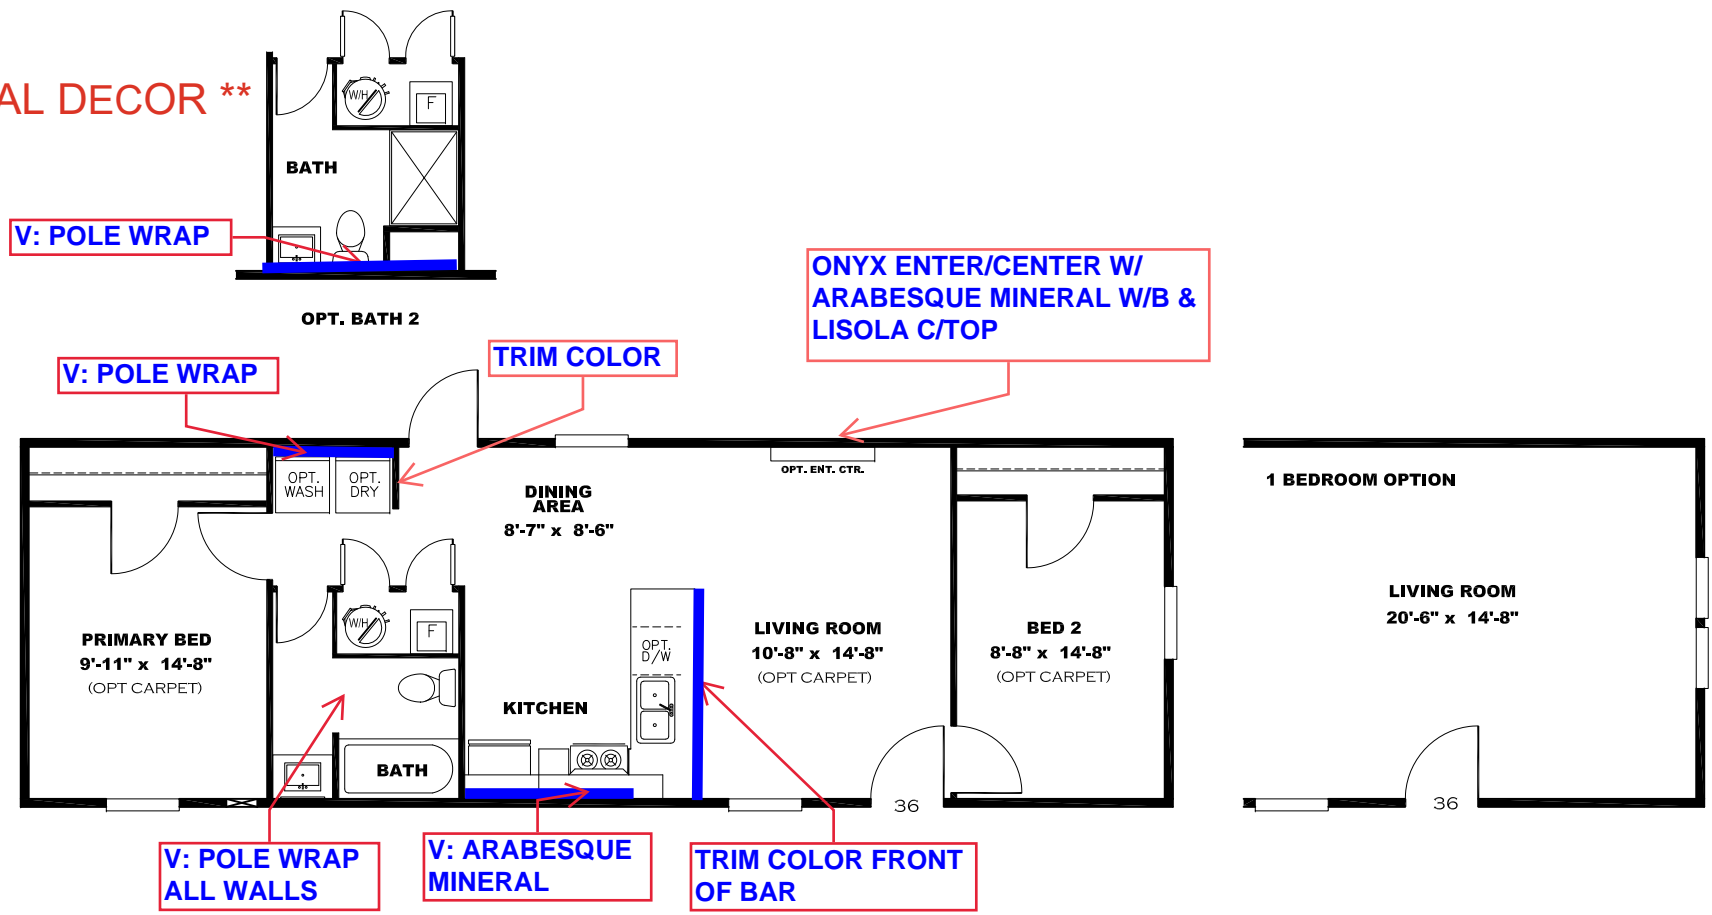 AL DECOR **
W/H
F
BATH
V: POLE WRAP
OPT. BATH 2
ONYX ENTER/CENTER W/
ARABESQUE MINERAL W/B &
LISOLA C/TOP
V: POLE WRAP
TRIM COLOR
OPT.
WASH
OPT.
DRY
DINING
AREA
8'-7" x 8'-6"
OPT. ENT. CTR.
1 BEDROOM OPTION
PRIMARY BED
9'-11" x 14'-8"
(OPT CARPET)
W/H
F
OPT.
D/W
LIVING ROOM
10'-8" x 14'-8"
(OPT CARPET)
BED 2
8'-8" x 14'-8"
(OPT CARPET)
LIVING ROOM
20'-6" x 14'-8"
KITCHEN
BATH
36
36
V: POLE WRAP
ALL WALLS
V: ARABESQUE
MINERAL
TRIM COLOR FRONT
OF BAR